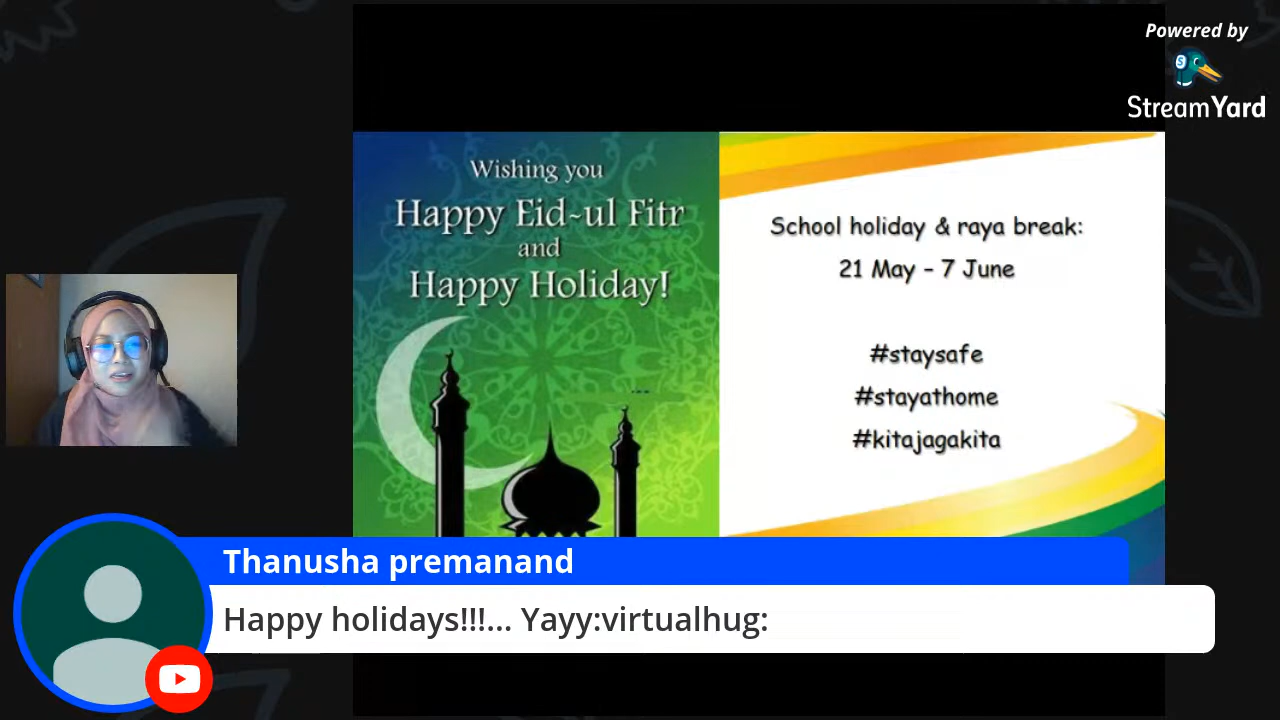 Powered by
StreamYard
Wishing you
Happy Eid~ul Fitr
and
Happy Holiday!
School holiday & raya break:
21 May – 7 June
#staysafe
#stayathome
#kitajagakita
Thanusha premanand
Happy holidays!!!... Yayy:virtualhug: